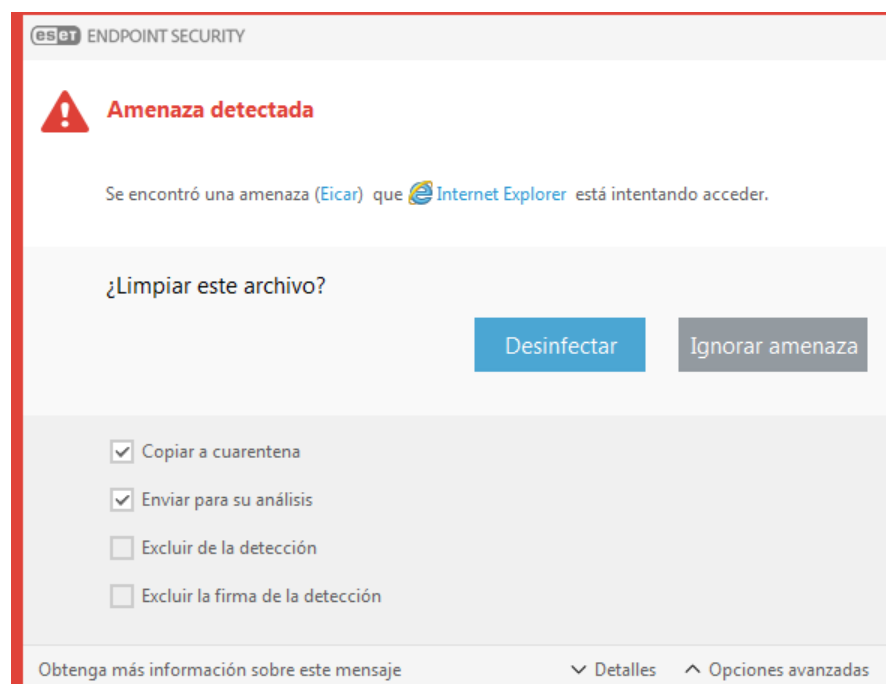 eset ENDPOINT SECURITY
Amenaza detectada
Se encontró una amenaza (Eicar) que Internet Explorer está intentando acceder.
¿Limpiar este archivo?
Desinfectar Ignorar amenaza
Copiar a cuarentena
Enviar para su análisis
Excluir de la detección
Excluir la firma de la detección
Obtenga más información sobre este mensaje Detalles Opciones avanzadas